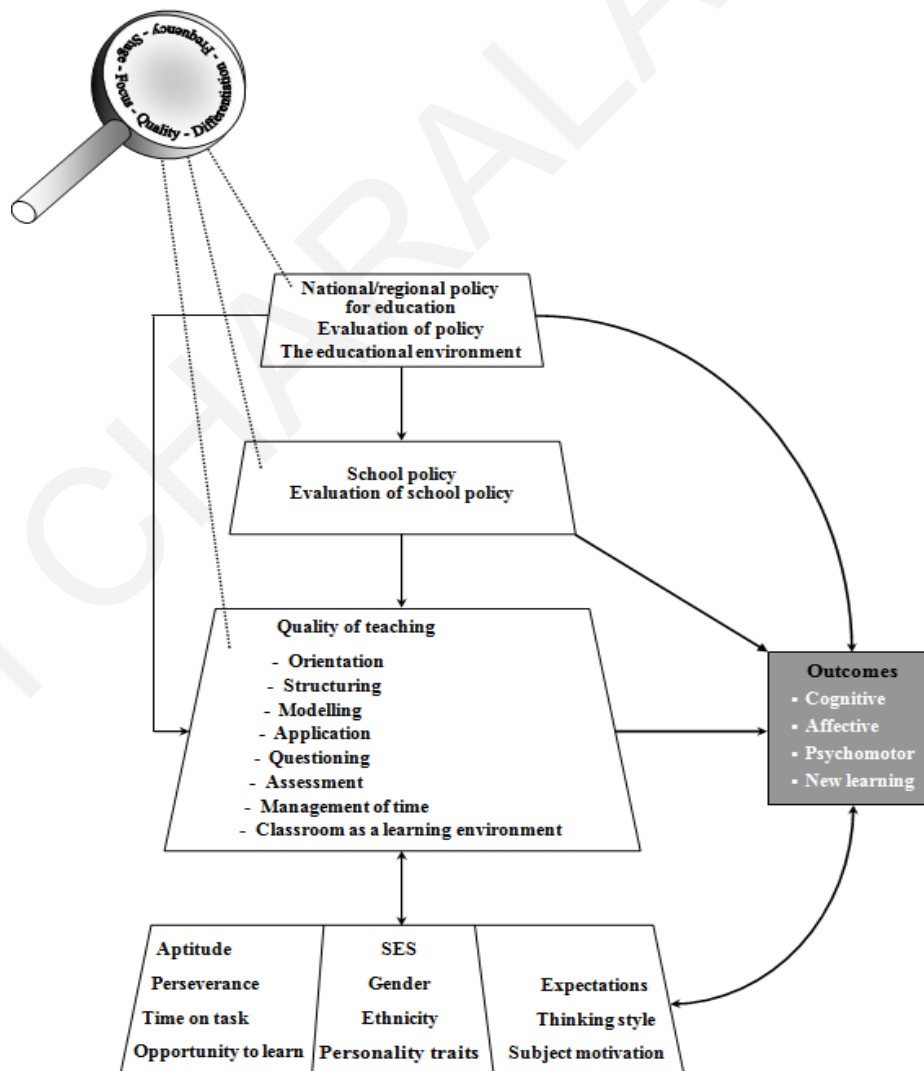 Frequency - Stage - Focus - Quality - Differentiation -
National/regional policy
for education
Evaluation of policy
The educational environment
School policy
Evaluation of school policy
Quality of teaching
- Orientation
- Structuring
- Modelling
- Application
- Questioning
- Assessment
- Management of time
- Classroom as a learning environment
Outcomes
- Cognitive
- Affective
- Psychomotor
- New learning
Aptitude
Perseverance
Time on task
Opportunity to learn
SES
Gender
Ethnicity
Personality traits
Expectations
Thinking style
Subject motivation